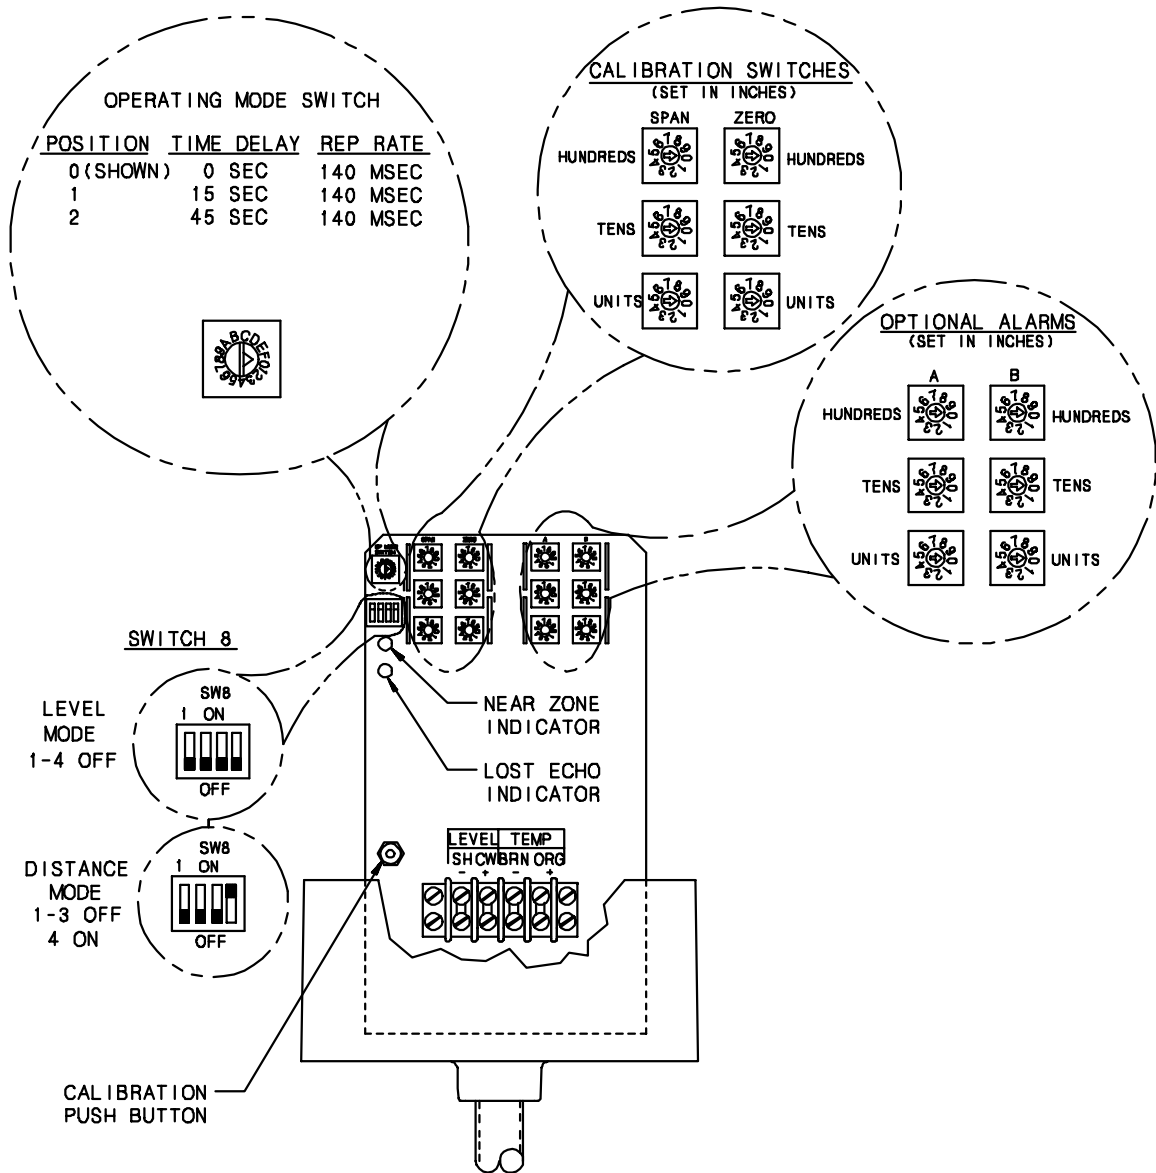 OPERATING MODE SWITCH
POSITION TIME DELAY REP RATE
0(SHOWN) 0 SEC 140 MSEC
1 15 SEC 140 MSEC
2 45 SEC 140 MSEC
CALIBRATION SWITCHES
(SET IN INCHES)
SPAN ZERO
HUNDREDS HUNDREDS
TENS TENS
UNITS UNITS
OPTIONAL ALARMS
(SET IN INCHES)
A B
HUNDREDS HUNDREDS
TENS TENS
UNITS UNITS
SPAN ZERO A B
SWITCH 8
SW8
1 ON
OFF
LEVEL
MODE
1-4 OFF
SW8
1 ON
OFF
DISTANCE
MODE
1-3 OFF
4 ON
NEAR ZONE
INDICATOR
LOST ECHO
INDICATOR
LEVEL TEMP
SH CW BRN ORG
- + - +
CALIBRATION
PUSH BUTTON